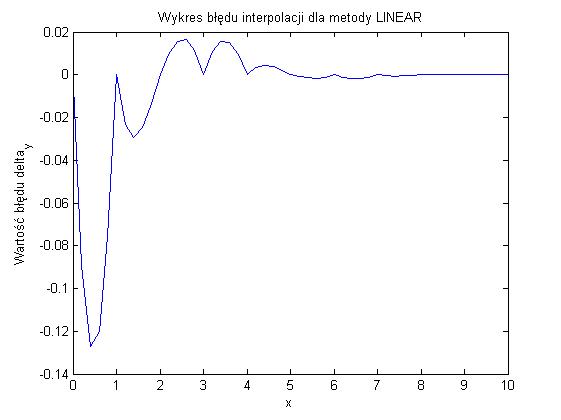 Wykres błędu interpolacji dla metody LINEAR
0.02
0
-0.02
-0.04
-0.06
-0.08
-0.1
-0.12
-0.14
Wartość błędu delta_y
0 1 2 3 4 5 6 7 8 9 10
x